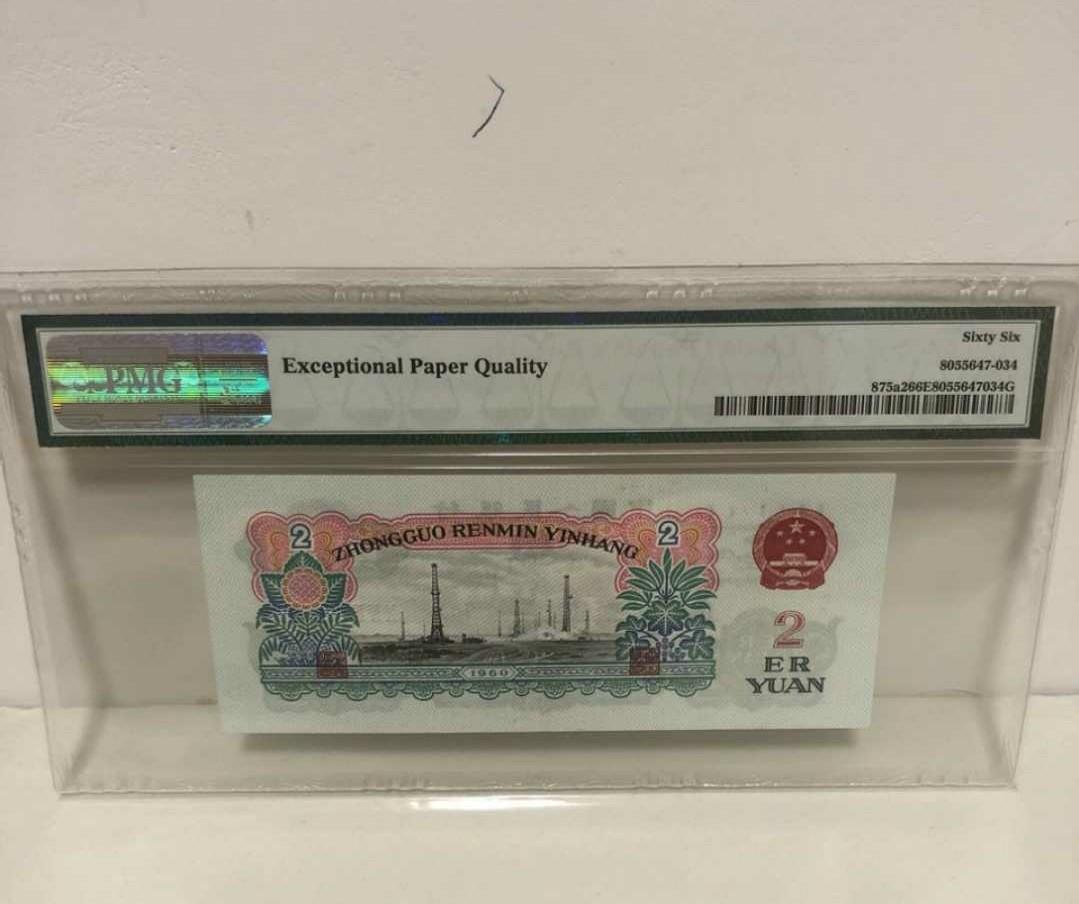 Sixty Six
PMG
Exceptional Paper Quality
8055647-034
875a266E8055647034G
2 ZHONGGUO RENMIN YINHANG 2
2
ER
YUAN
1960